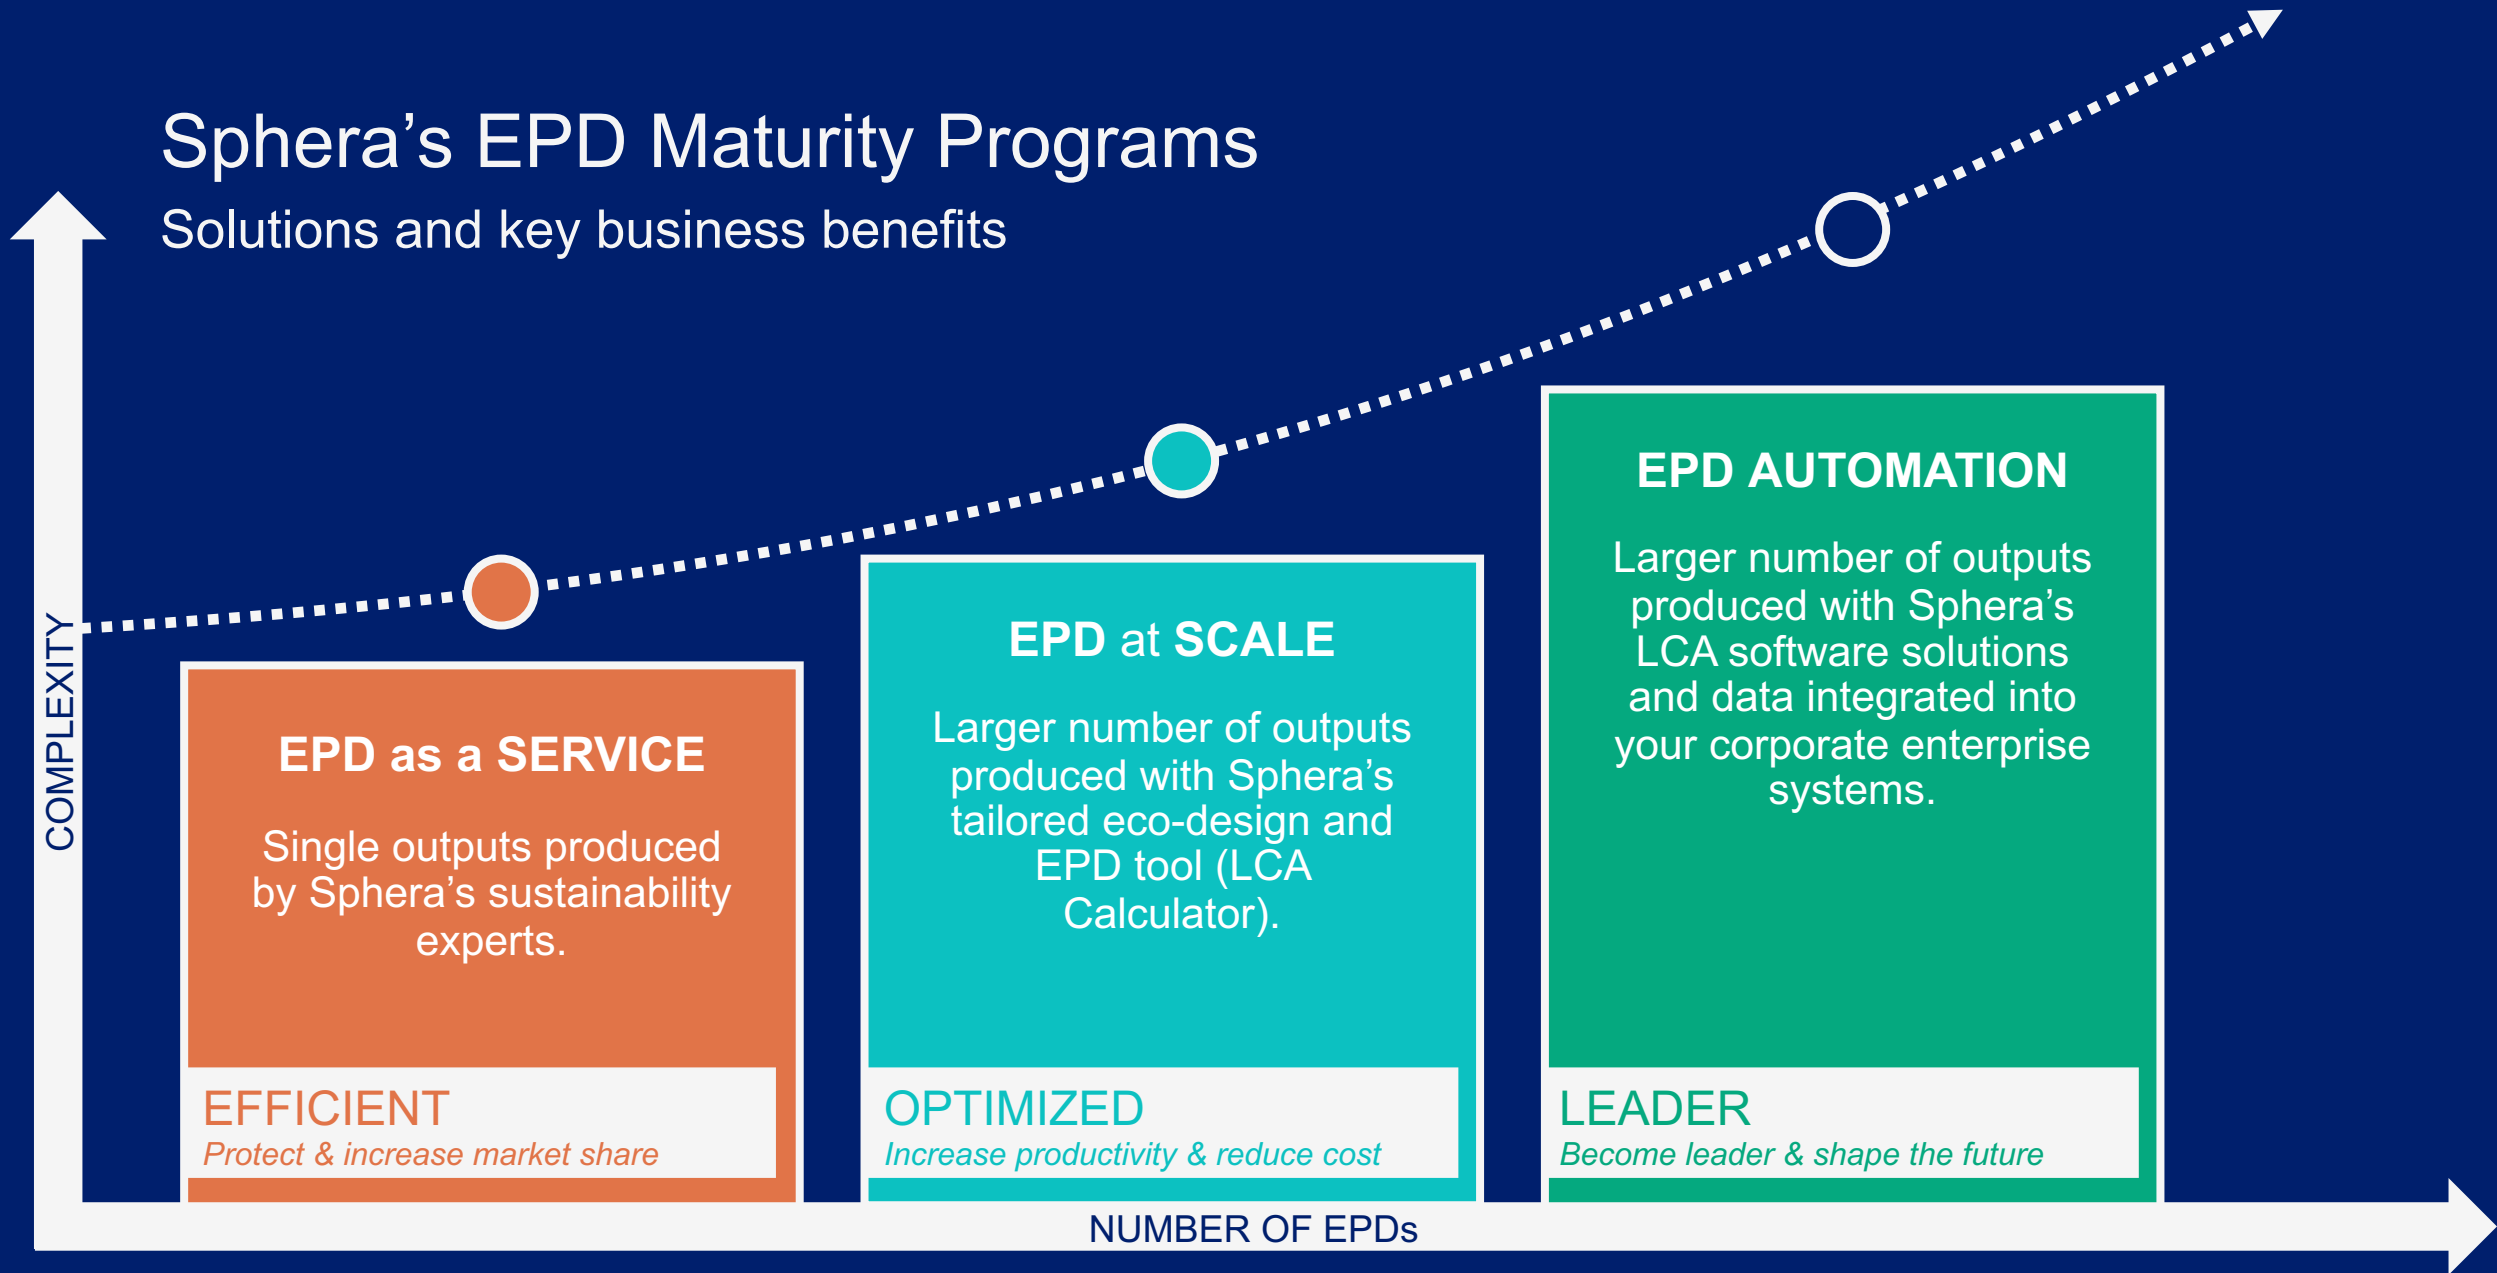 Sphera’s EPD Maturity Programs
Solutions and key business benefits
COMPLEXITY
EPD as a SERVICE
Single outputs produced
by Sphera’s sustainability
experts.
EFFICIENT
Protect & increase market share
EPD at SCALE
Larger number of outputs
produced with Sphera’s
tailored eco-design and
EPD tool (LCA
Calculator).
OPTIMIZED
Increase productivity & reduce cost
EPD AUTOMATION
Larger number of outputs
produced with Sphera’s
LCA software solutions
and data integrated into
your corporate enterprise
systems.
LEADER
Become leader & shape the future
NUMBER OF EPDs